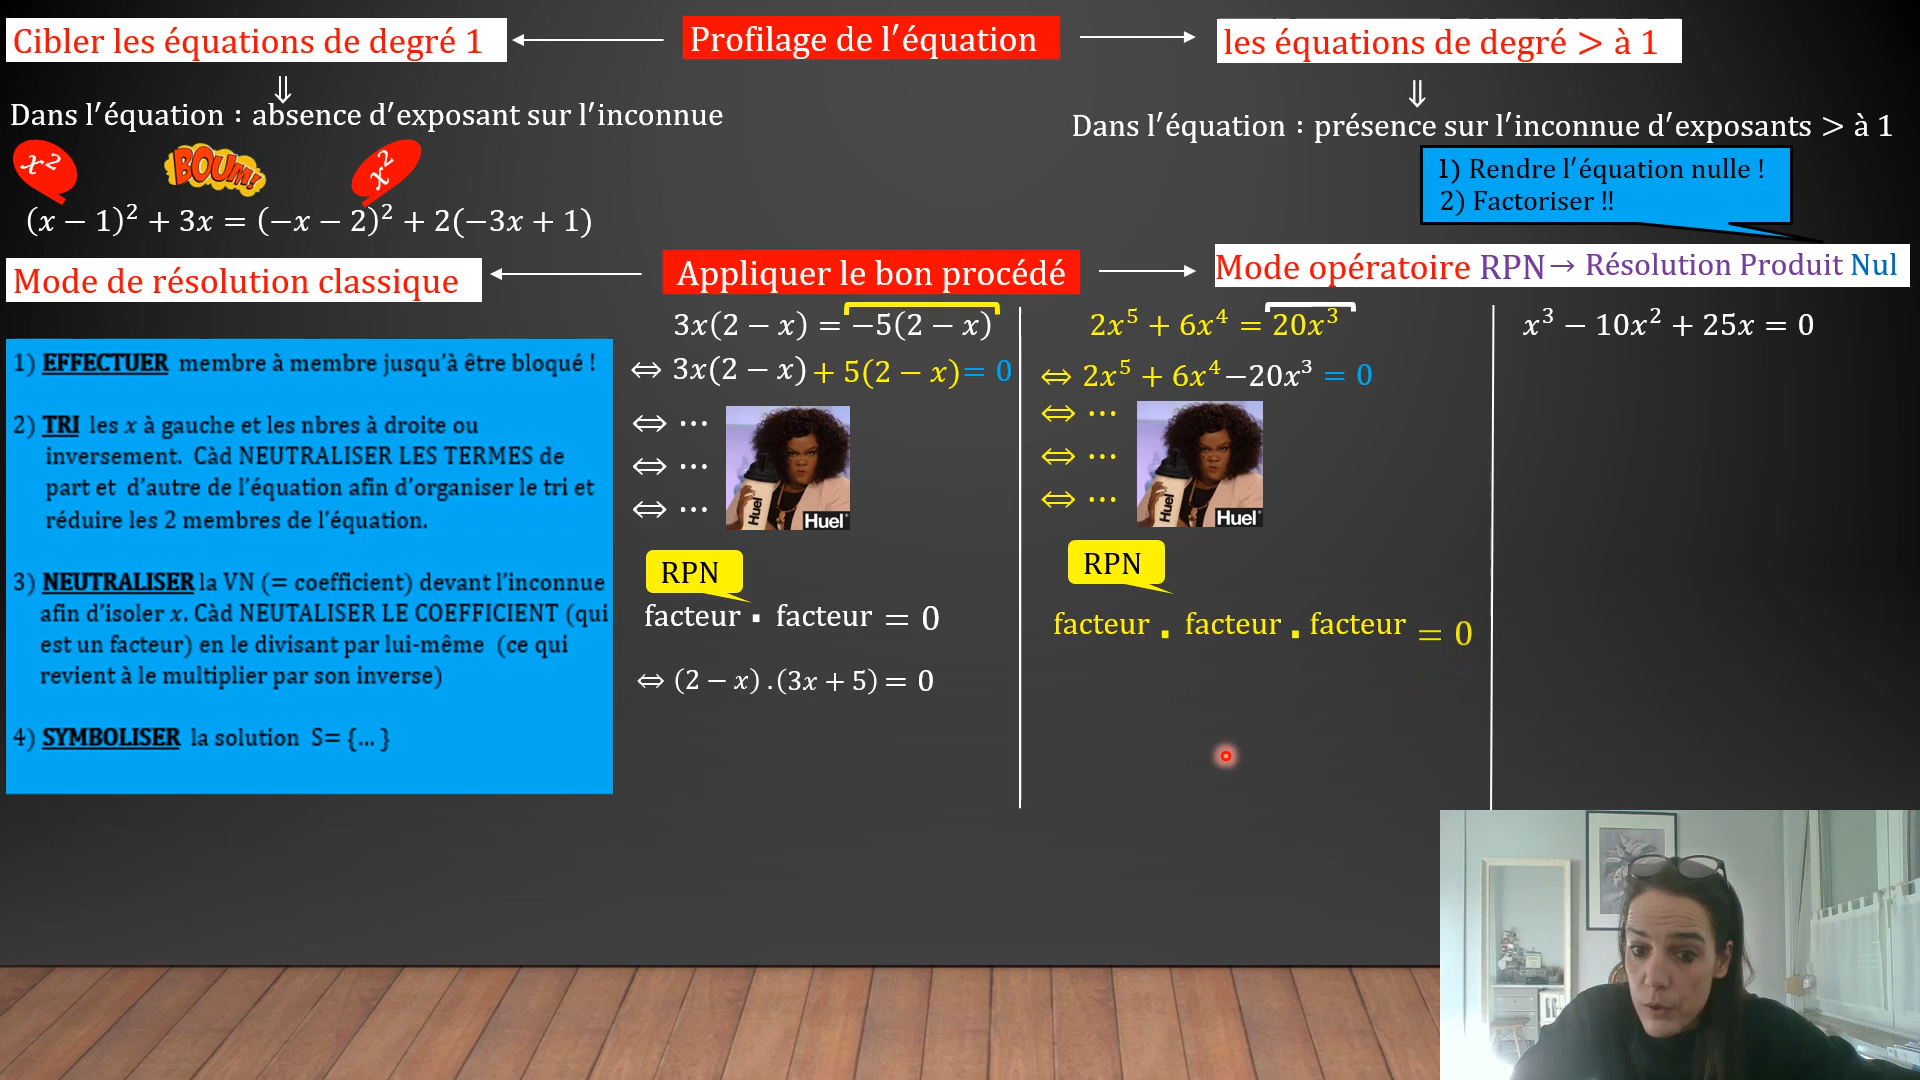 Cibler les équations de degré 1
Profilage de l'équation
les équations de degré > à 1
⇓
⇓
Dans l'équation : absence d'exposant sur l'inconnue
Dans l'équation : présence sur l'inconnue d'exposants > à 1
x²
BOUM!
x²
1) Rendre l'équation nulle !
2) Factoriser !!
(x − 1)² + 3x = (−x − 2)² + 2(−3x + 1)
Mode de résolution classique
Appliquer le bon procédé
Mode opératoire RPN → Résolution Produit Nul
1) EFFECTUER membre à membre jusqu'à être bloqué !
2) TRI les x à gauche et les nbres à droite ou
inversement. Càd NEUTRALISER LES TERMES de
part et d'autre de l'équation afin d'organiser le tri et
réduire les 2 membres de l'équation.
3) NEUTRALISER la VN (= coefficient) devant l'inconnue
afin d'isoler x. Càd NEUTALISER LE COEFFICIENT (qui
est un facteur) en le divisant par lui-même (ce qui
revient à le multiplier par son inverse)
4) SYMBOLISER la solution S= {... }
3x(2 − x) = −5(2 − x)
⇔ 3x(2 − x) + 5(2 − x) = 0
⇔ ⋯
⇔ ⋯
⇔ ⋯
Huel
Huel
RPN
facteur . facteur = 0
⇔ (2 − x) .(3x + 5) = 0
2x⁵ + 6x⁴ = 20x³
⇔ 2x⁵ + 6x⁴ −20x³ = 0
⇔ ⋯
⇔ ⋯
⇔ ⋯
Huel
Huel
RPN
facteur . facteur . facteur = 0
x³ − 10x² + 25x = 0